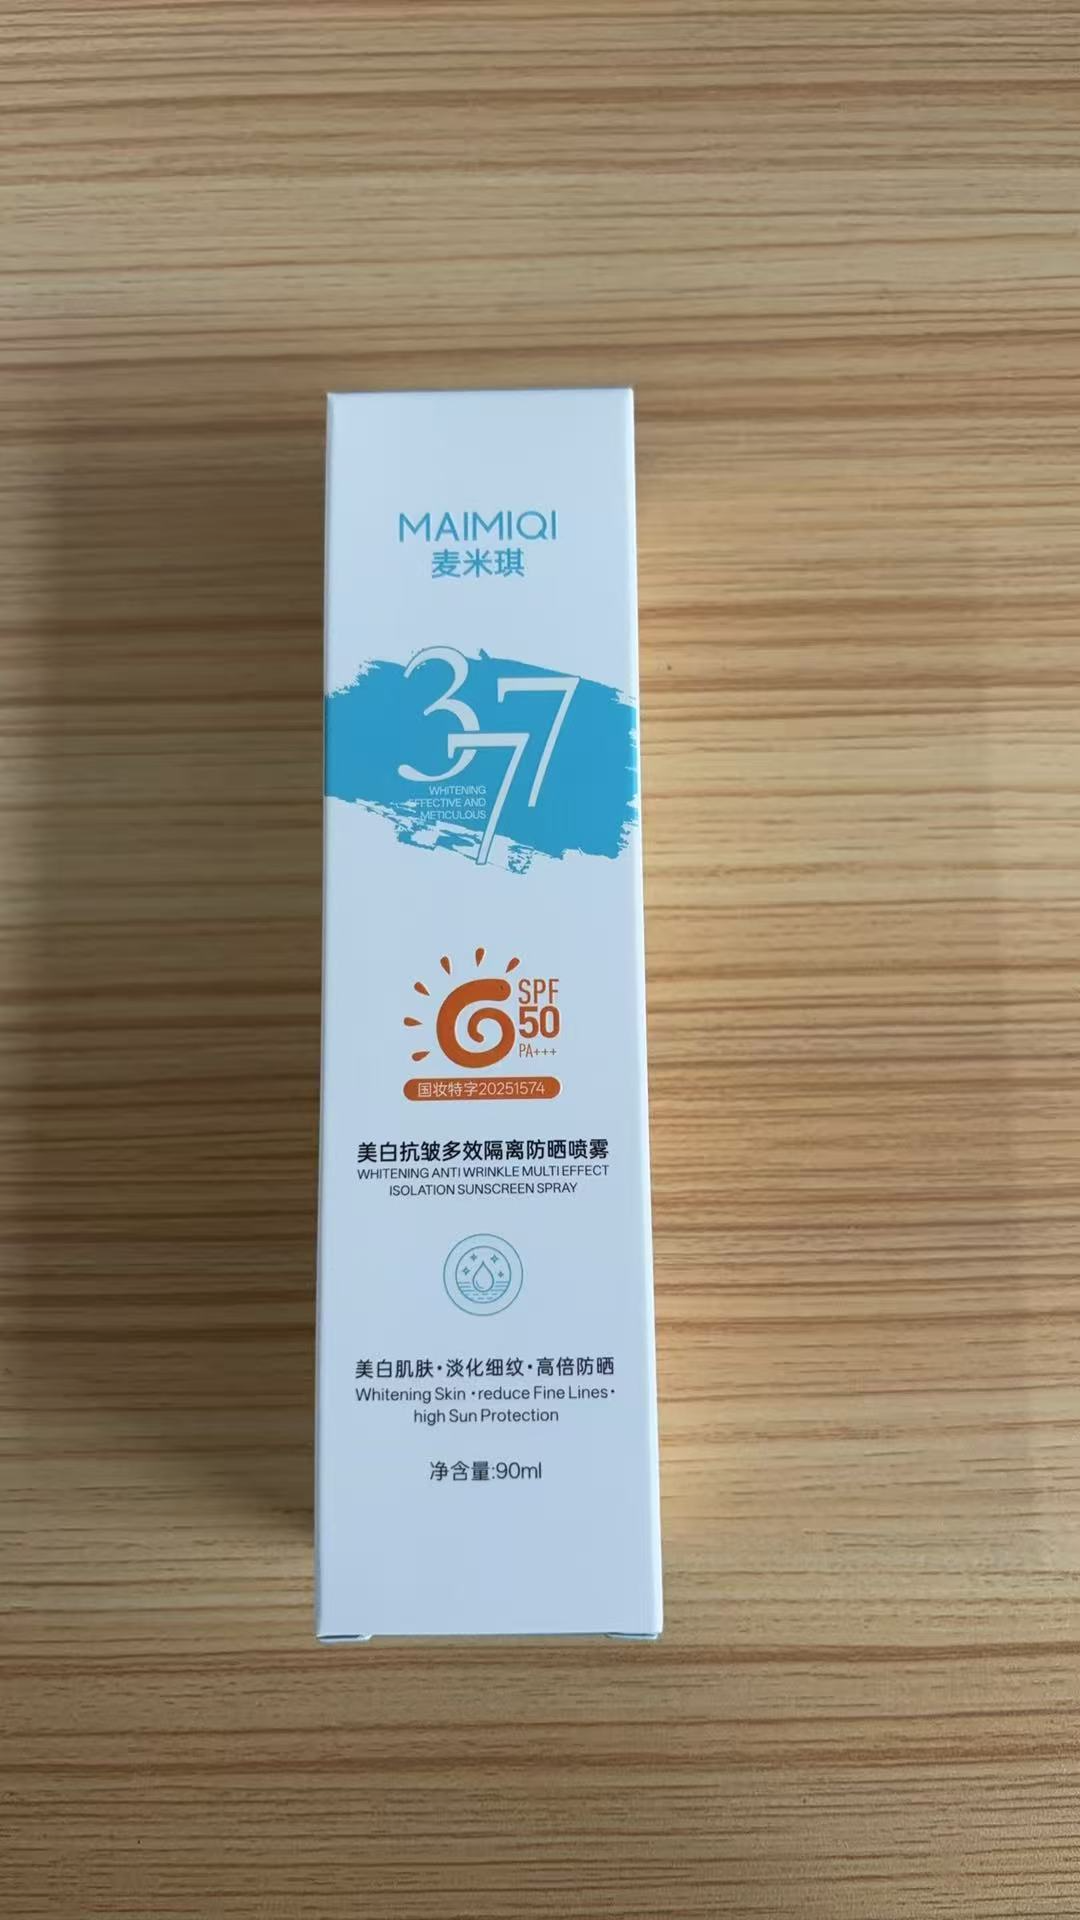 MAIMIQI
麦米琪
377
WHITENING
EFFECTIVE AND
METICULOUS
SPF
50
PA+++
国妆特字20251574
美白抗皱多效隔离防晒喷雾
WHITENING ANTI WRINKLE MULTI EFFECT
ISOLATION SUNSCREEN SPRAY
美白肌肤·淡化细纹·高倍防晒
Whitening Skin ·reduce Fine Lines·
high Sun Protection
净含量:90ml